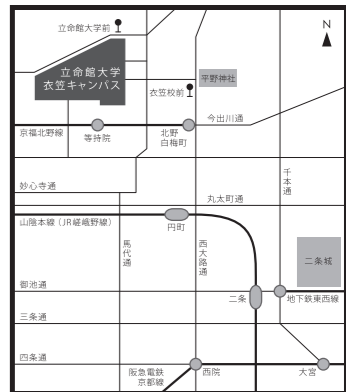 立命館大学前
N
立命館大学
衣笠キャンパス
平野神社
衣笠校前
今出川通
京福北野線
等持院
北野
白梅町
千本通
妙心寺通
丸太町通
山陰本線（JR嵯峨野線）
円町
馬代通
西大路通
二条城
御池通
二条
地下鉄東西線
三条通
四条通
阪急電鉄
京都線
西院
大宮